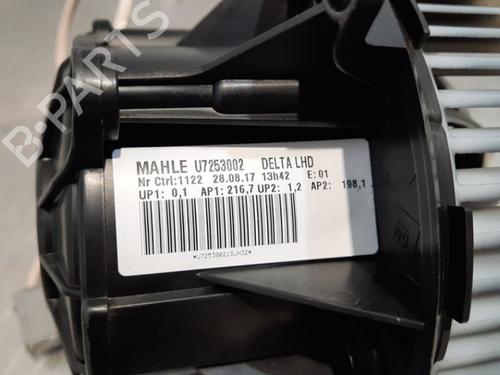 B-PARTS
MAHLE U7253002 DELTA LHD
Nr Ctrl:1122 28.08.17 13h42 E:01
UP1: 0,1 AP1:216,7 UP2: 1,2 AP2: 198,1